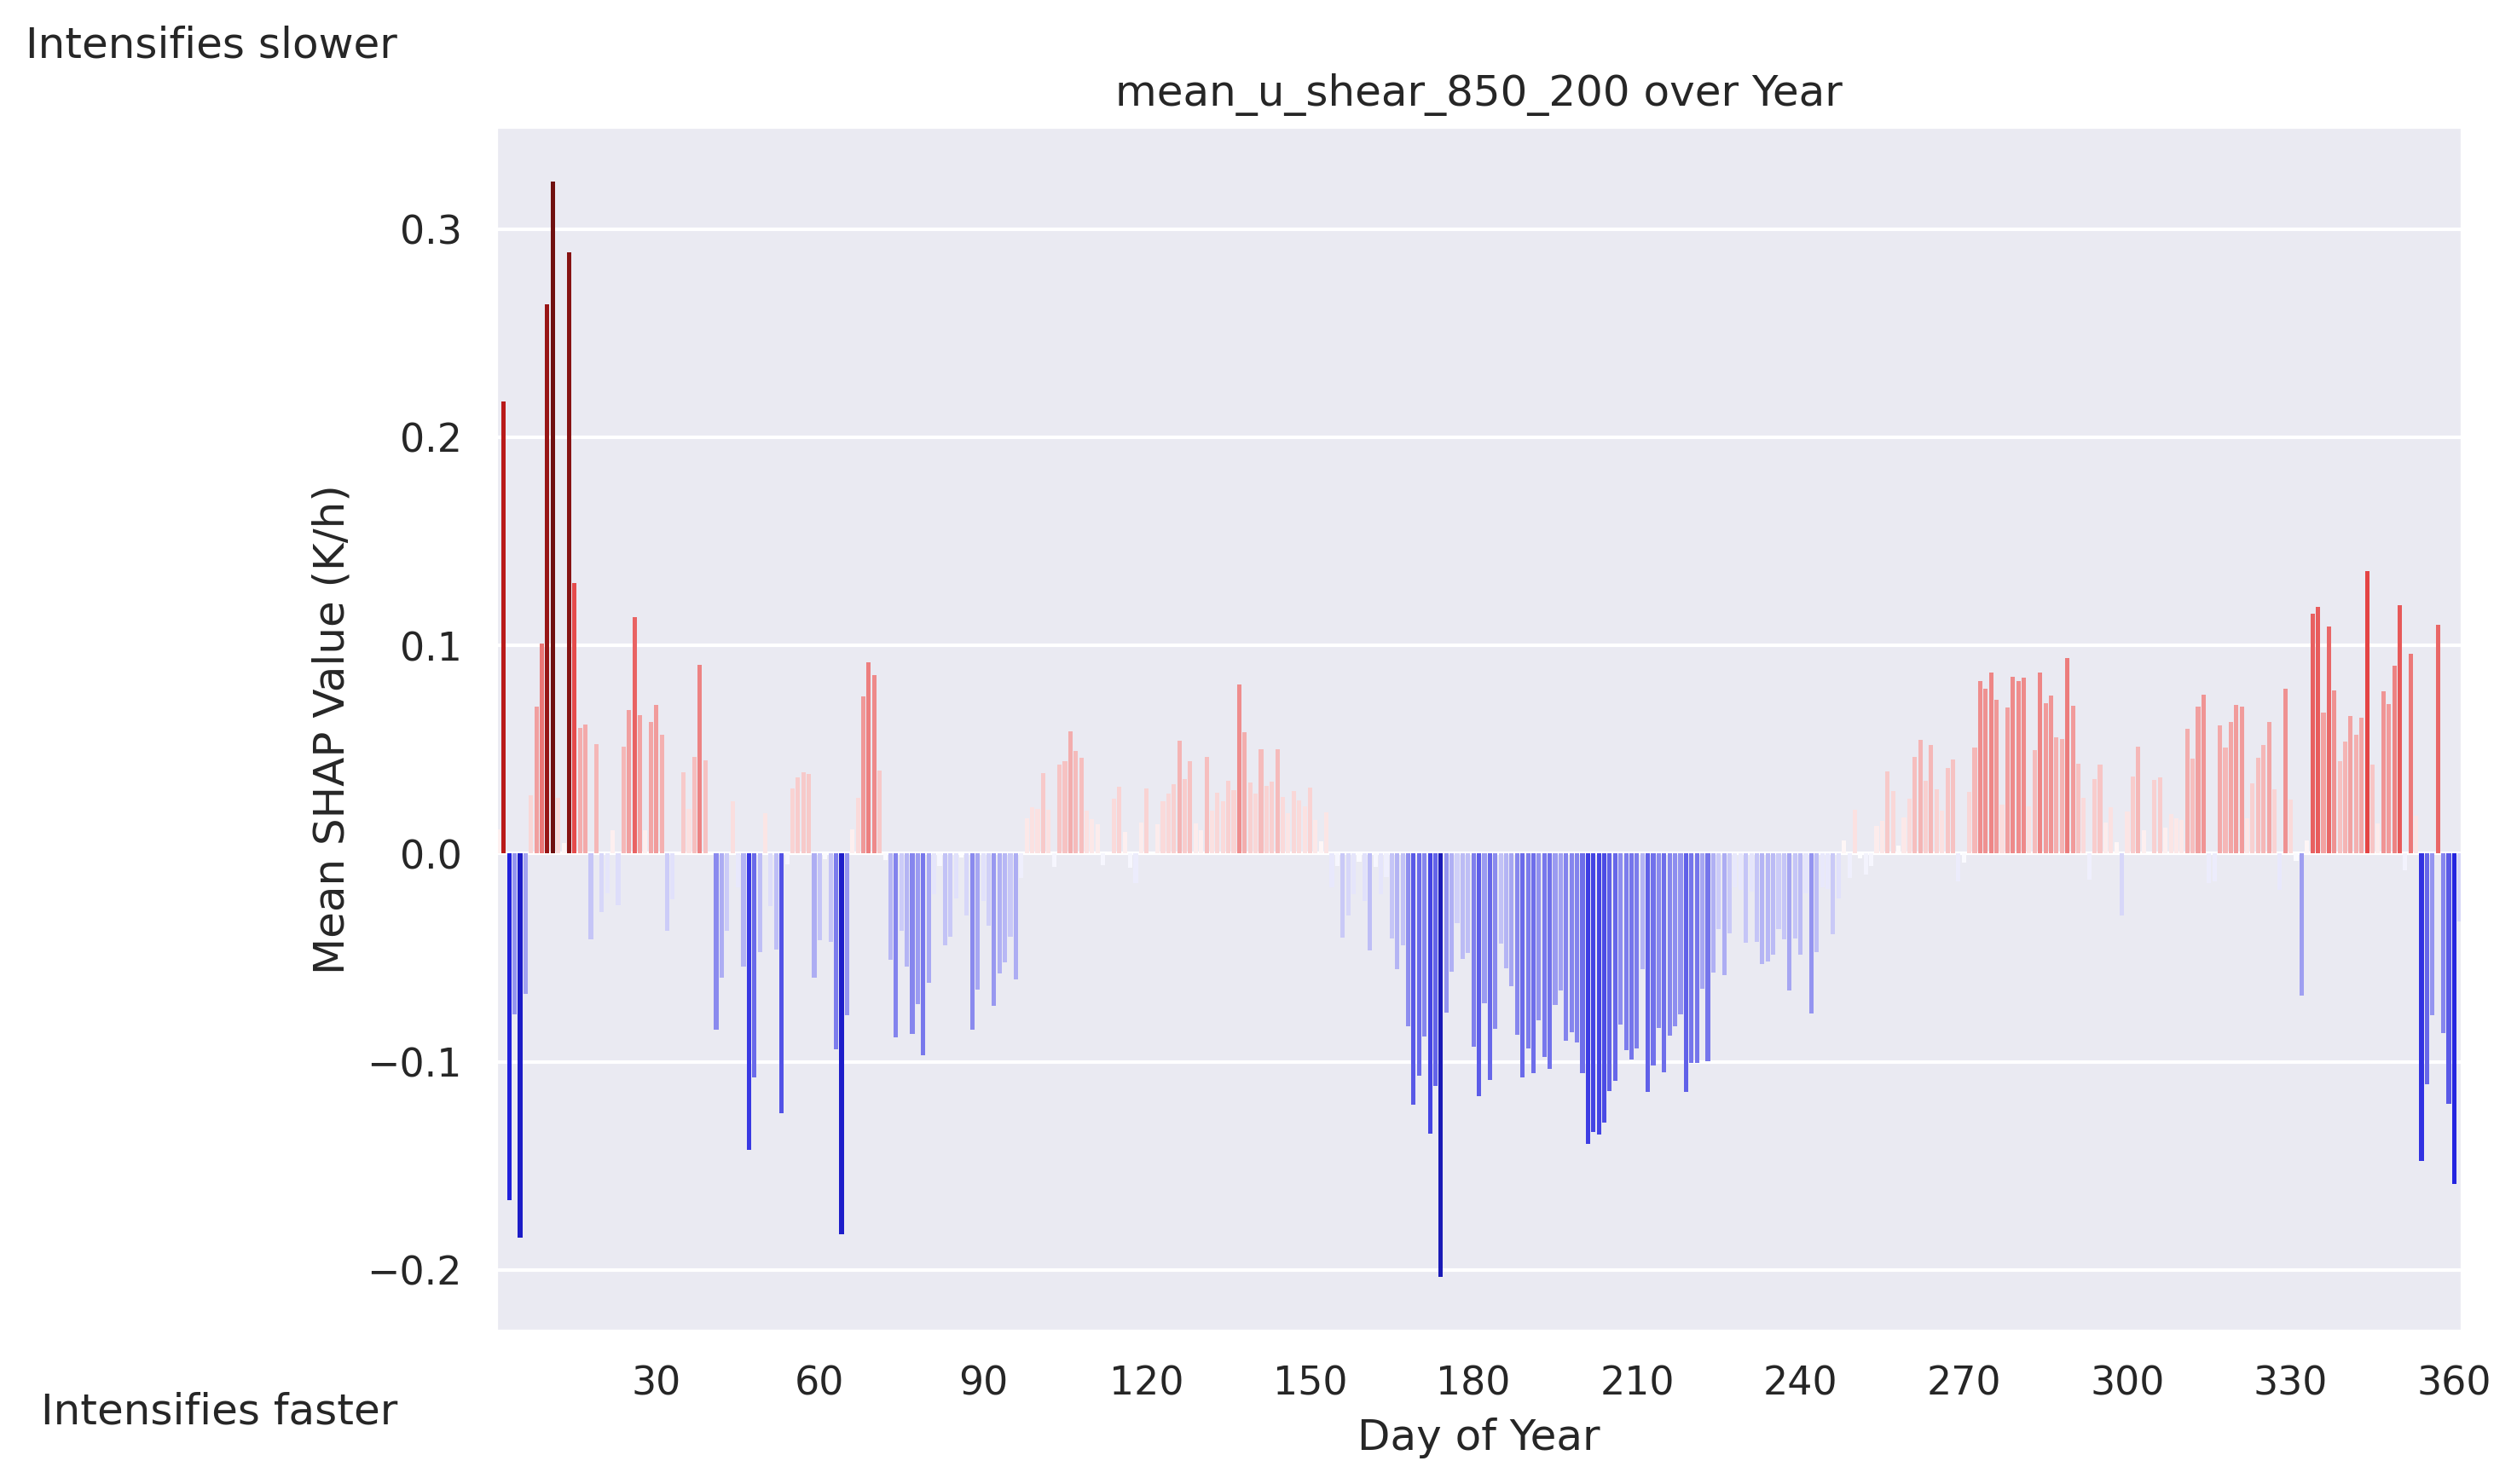 Intensifies slower
mean_u_shear_850_200 over Year
Mean SHAP Value (K/h)
0.3
0.2
0.1
0.0
−0.1
−0.2
30 60 90 120 150 180 210 240 270 300 330 360
Intensifies faster
Day of Year